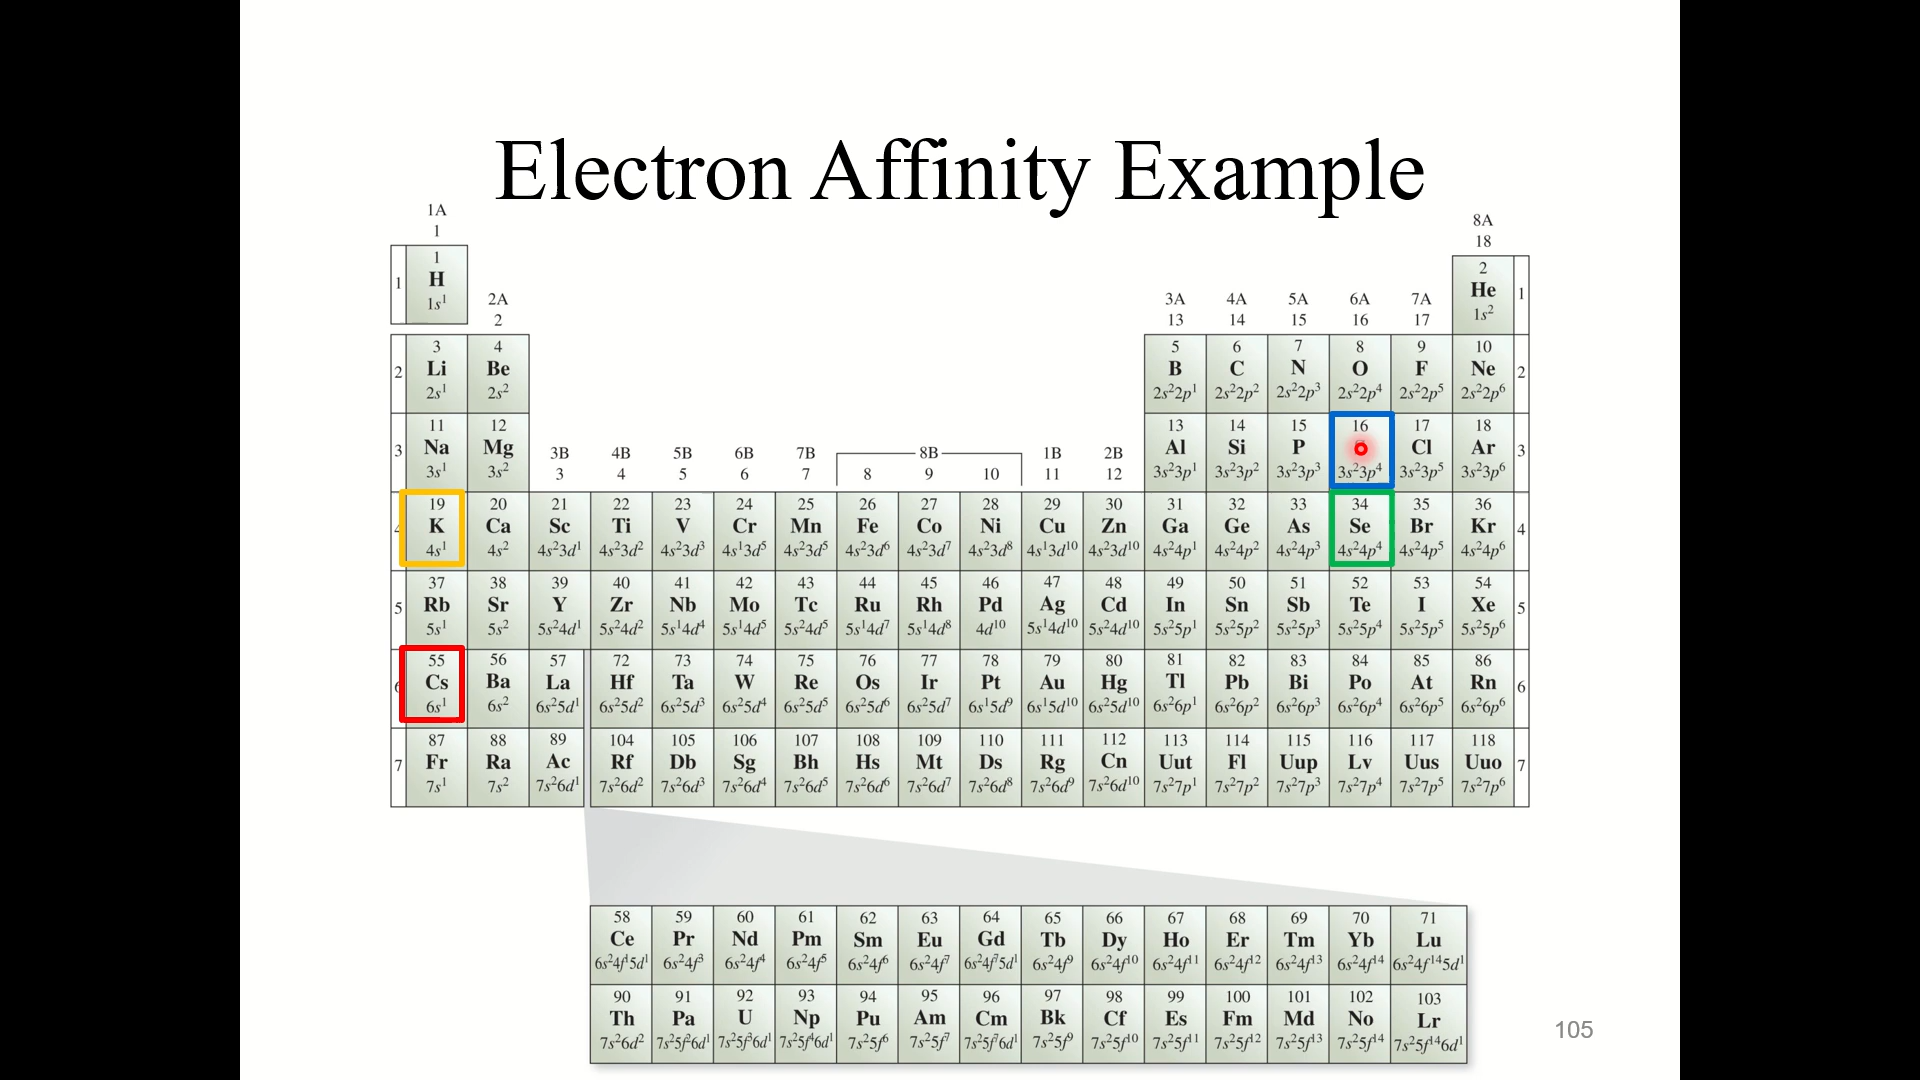 Electron Affinity Example
1A 8A
1 18
1 2
H He
1s¹ 1s²
1 1
2A 3A 4A 5A 6A 7A
2 13 14 15 16 17
3 4 5 6 7 8 9 10
2 Li Be B C N O F Ne 2
2s¹ 2s² 2s²2p¹ 2s²2p² 2s²2p³ 2s²2p⁴ 2s²2p⁵ 2s²2p⁶
11 12 13 14 15 16 17 18
3 Na Mg Al Si P Cl Ar 3
3s¹ 3s² 3s²3p¹ 3s²3p² 3s²3p³ 3s²3p⁴ 3s²3p⁵ 3s²3p⁶
3B 4B 5B 6B 7B 8B 1B 2B
3 4 5 6 7 8 9 10 11 12
19 20 21 22 23 24 25 26 27 28 29 30 31 32 33 34 35 36
4 K Ca Sc Ti V Cr Mn Fe Co Ni Cu Zn Ga Ge As Se Br Kr 4
4s¹ 4s² 4s²3d¹ 4s²3d² 4s²3d³ 4s¹3d⁵ 4s²3d⁵ 4s²3d⁶ 4s²3d⁷ 4s²3d⁸ 4s¹3d¹⁰ 4s²3d¹⁰ 4s²4p¹ 4s²4p² 4s²4p³ 4s²4p⁴ 4s²4p⁵ 4s²4p⁶
37 38 39 40 41 42 43 44 45 46 47 48 49 50 51 52 53 54
5 Rb Sr Y Zr Nb Mo Tc Ru Rh Pd Ag Cd In Sn Sb Te I Xe 5
5s¹ 5s² 5s²4d¹ 5s²4d² 5s¹4d⁴ 5s¹4d⁵ 5s²4d⁵ 5s¹4d⁷ 5s¹4d⁸ 4d¹⁰ 5s¹4d¹⁰ 5s²4d¹⁰ 5s²5p¹ 5s²5p² 5s²5p³ 5s²5p⁴ 5s²5p⁵ 5s²5p⁶
55 56 57 72 73 74 75 76 77 78 79 80 81 82 83 84 85 86
6 Cs Ba La Hf Ta W Re Os Ir Pt Au Hg Tl Pb Bi Po At Rn 6
6s¹ 6s² 6s²5d¹ 6s²5d² 6s²5d³ 6s²5d⁴ 6s²5d⁵ 6s²5d⁶ 6s²5d⁷ 6s¹5d⁹ 6s¹5d¹⁰ 6s²5d¹⁰ 6s²6p¹ 6s²6p² 6s²6p³ 6s²6p⁴ 6s²6p⁵ 6s²6p⁶
87 88 89 104 105 106 107 108 109 110 111 112 113 114 115 116 117 118
7 Fr Ra Ac Rf Db Sg Bh Hs Mt Ds Rg Cn Uut Fl Uup Lv Uus Uuo 7
7s¹ 7s² 7s²6d¹ 7s²6d² 7s²6d³ 7s²6d⁴ 7s²6d⁵ 7s²6d⁶ 7s²6d⁷ 7s²6d⁸ 7s²6d⁹ 7s²6d¹⁰ 7s²7p¹ 7s²7p² 7s²7p³ 7s²7p⁴ 7s²7p⁵ 7s²7p⁶
58 59 60 61 62 63 64 65 66 67 68 69 70 71
Ce Pr Nd Pm Sm Eu Gd Tb Dy Ho Er Tm Yb Lu
6s²4f¹5d¹ 6s²4f³ 6s²4f⁴ 6s²4f⁵ 6s²4f⁶ 6s²4f⁷ 6s²4f⁷5d¹ 6s²4f⁹ 6s²4f¹⁰ 6s²4f¹¹ 6s²4f¹² 6s²4f¹³ 6s²4f¹⁴ 6s²4f¹⁴5d¹
90 91 92 93 94 95 96 97 98 99 100 101 102 103
Th Pa U Np Pu Am Cm Bk Cf Es Fm Md No Lr
7s²6d² 7s²5f²6d¹ 7s²5f³6d¹ 7s²5f⁴6d¹ 7s²5f⁶ 7s²5f⁷ 7s²5f⁷6d¹ 7s²5f⁹ 7s²5f¹⁰ 7s²5f¹¹ 7s²5f¹² 7s²5f¹³ 7s²5f¹⁴ 7s²5f¹⁴6d¹
105